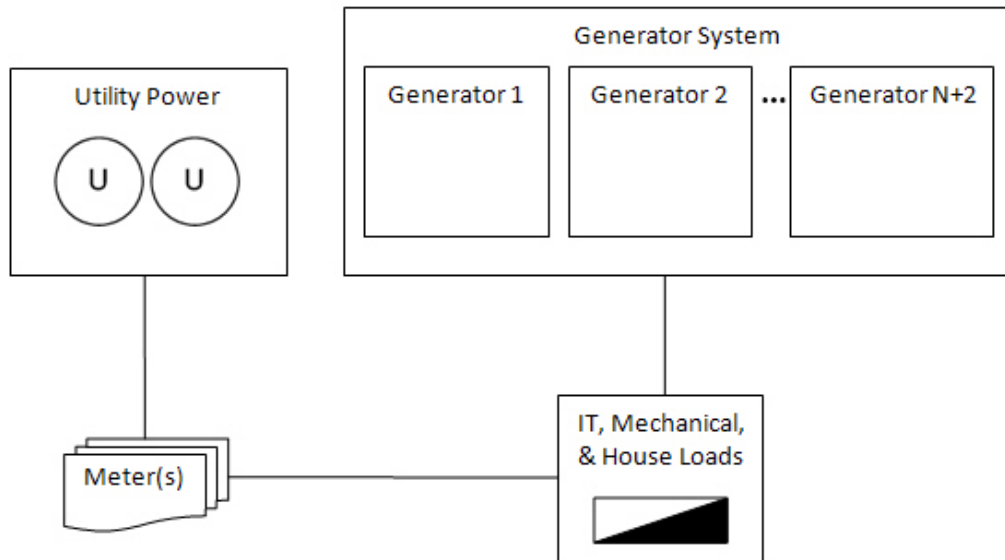 Generator System
Utility Power
U U
Generator 1
Generator 2
...
Generator N+2
Meter(s)
IT, Mechanical,
& House Loads